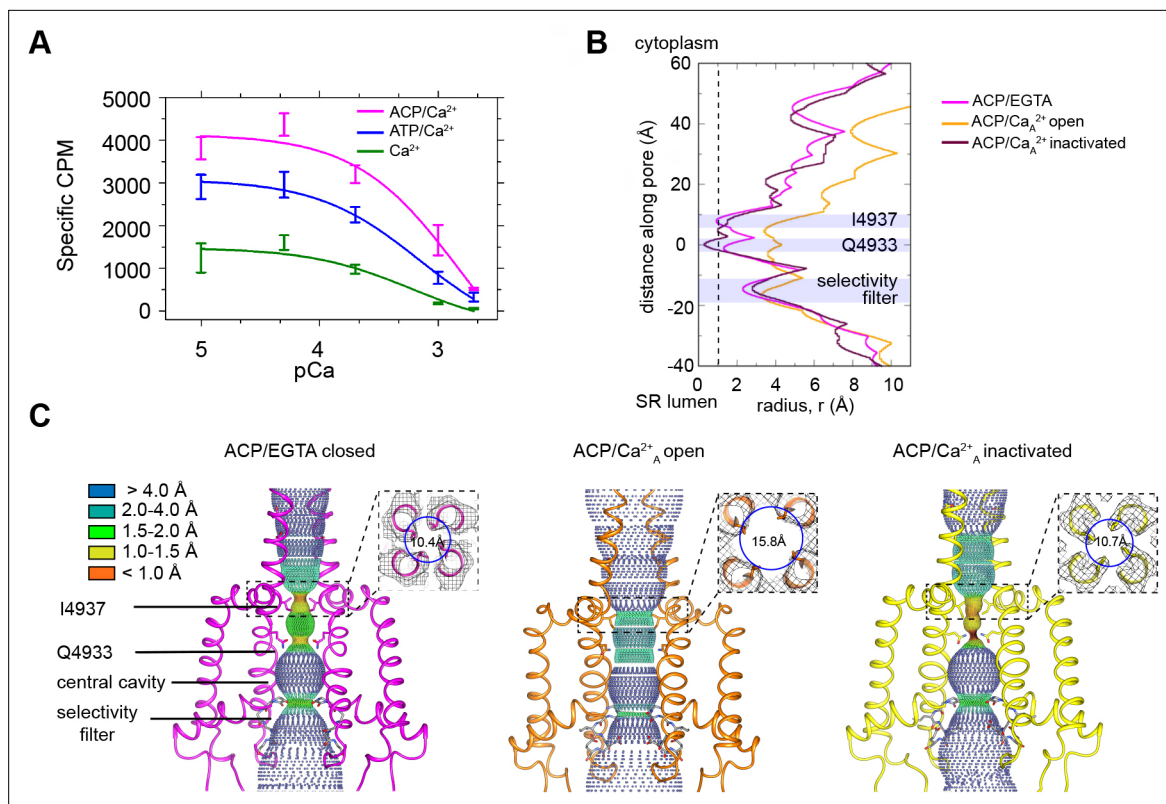 A
5000
4000
3000
2000
1000
0
Specific CPM
5
4
3
pCa
ACP/Ca²⁺
ATP/Ca²⁺
Ca²⁺
B
cytoplasm
60
40
20
0
-20
-40
distance along pore (Å)
I4937
Q4933
selectivity
filter
0 2 4 6 8 10
SR lumen
radius, r (Å)
ACP/EGTA
ACP/Ca_A²⁺ open
ACP/Ca_A²⁺ inactivated
C
ACP/EGTA closed
> 4.0 Å
2.0-4.0 Å
1.5-2.0 Å
1.0-1.5 Å
< 1.0 Å
I4937
Q4933
central cavity
selectivity
filter
10.4Å
ACP/Ca²⁺_A open
15.8Å
ACP/Ca²⁺_A inactivated
10.7Å